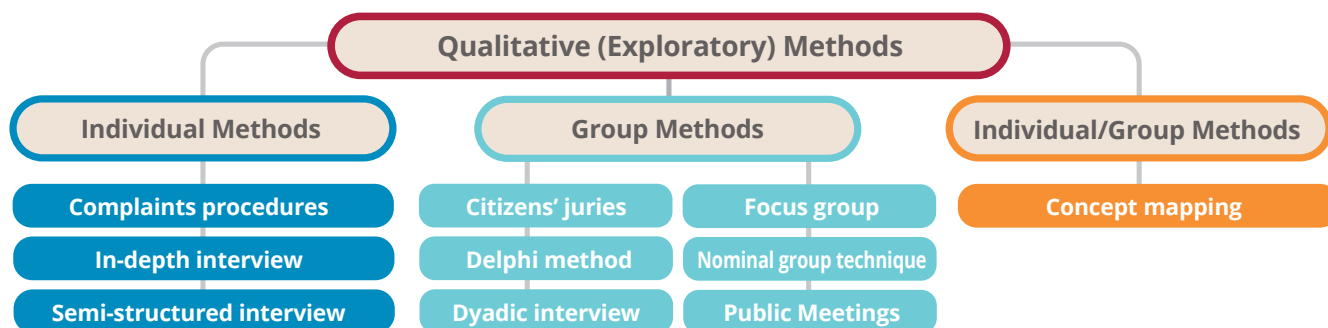 Qualitative (Exploratory) Methods
Individual Methods
Group Methods
Individual/Group Methods
Complaints procedures
In-depth interview
Semi-structured interview
Citizens’ juries
Delphi method
Dyadic interview
Focus group
Nominal group technique
Public Meetings
Concept mapping